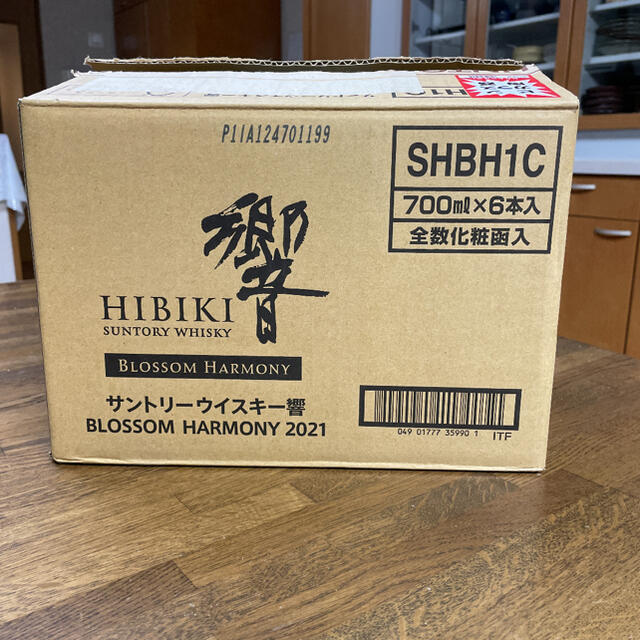 P11A124701199
SHBH1C
700ml×6本入
全数化粧函入
響
HIBIKI
SUNTORY WHISKY
BLOSSOM HARMONY
サントリーウイスキー響
BLOSSOM HARMONY 2021
049 01777 35990 1 ITF